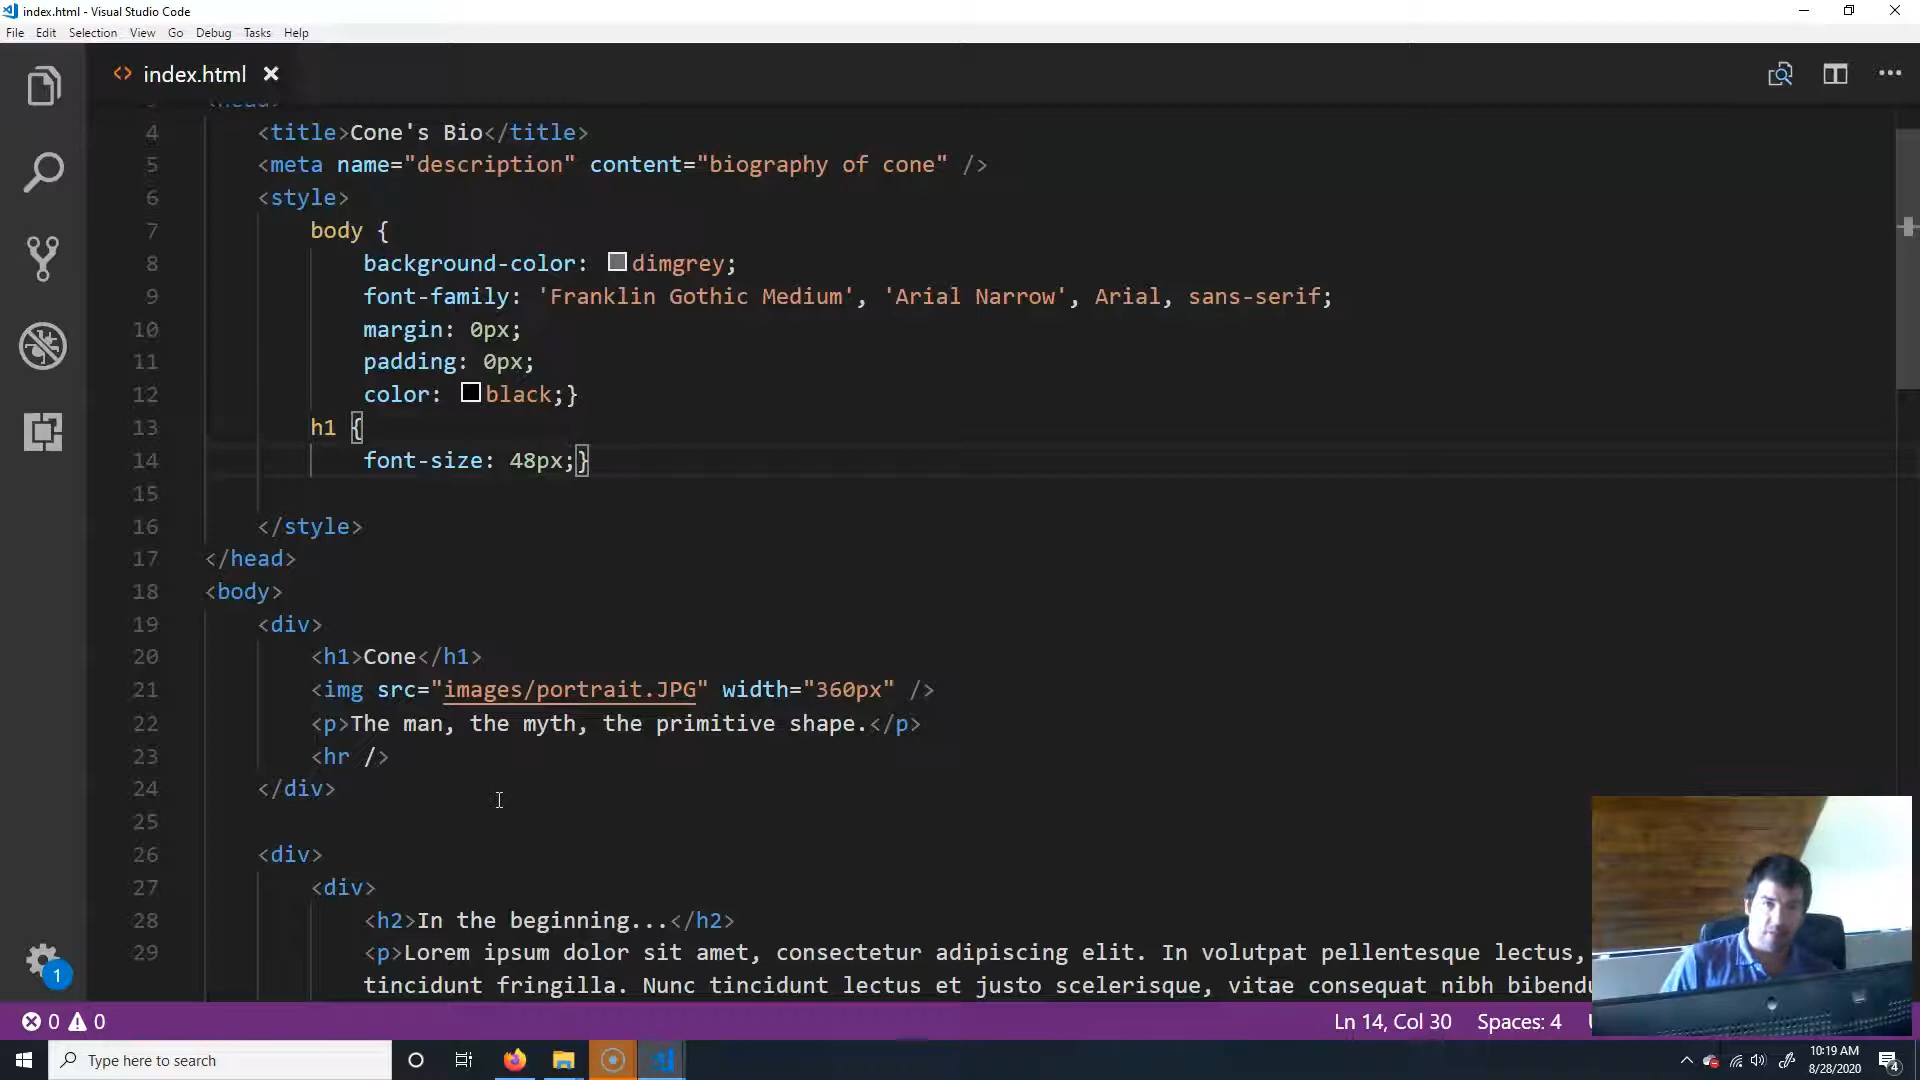 index.html - Visual Studio Code
File Edit Selection View Go Debug Tasks Help
<> index.html
4 <title>Cone's Bio</title>
5 <meta name="description" content="biography of cone" />
6 <style>
7 body {
8 background-color: dimgrey;
9 font-family: 'Franklin Gothic Medium', 'Arial Narrow', Arial, sans-serif;
10 margin: 0px;
11 padding: 0px;
12 color: black;}
13 h1 {
14 font-size: 48px;}
15
16 </style>
17 </head>
18 <body>
19 <div>
20 <h1>Cone</h1>
21 <img src="images/portrait.JPG" width="360px" />
22 <p>The man, the myth, the primitive shape.</p>
23 <hr />
24 </div>
25
26 <div>
27 <div>
28 <h2>In the beginning...</h2>
29 <p>Lorem ipsum dolor sit amet, consectetur adipiscing elit. In volutpat pellentesque lectus,
tincidunt fringilla. Nunc tincidunt lectus et justo scelerisque, vitae consequat nibh
1
0 0 Ln 14, Col 30 Spaces: 4
Type here to search
10:19 AM
8/28/2020
4